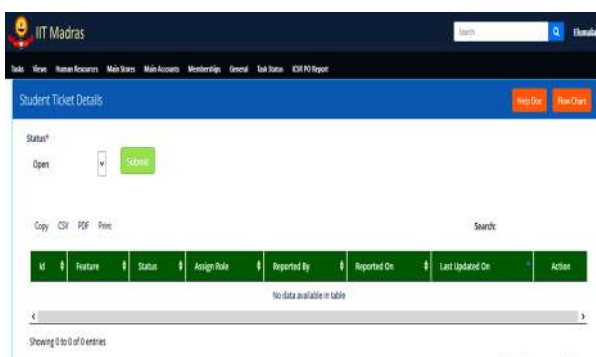 IIT Madras
Search
Tasks Views Human Resources Main Stores Main Accounts Memberships General Task Status ICSR PO Report
Student Ticket Details
Help Doc Flow Chart
Status*
Open Submit
Copy CSV PDF Print Search:
Id Feature Status Assign Role Reported By Reported On Last Updated On Action
No data available in table
Showing 0 to 0 of 0 entries